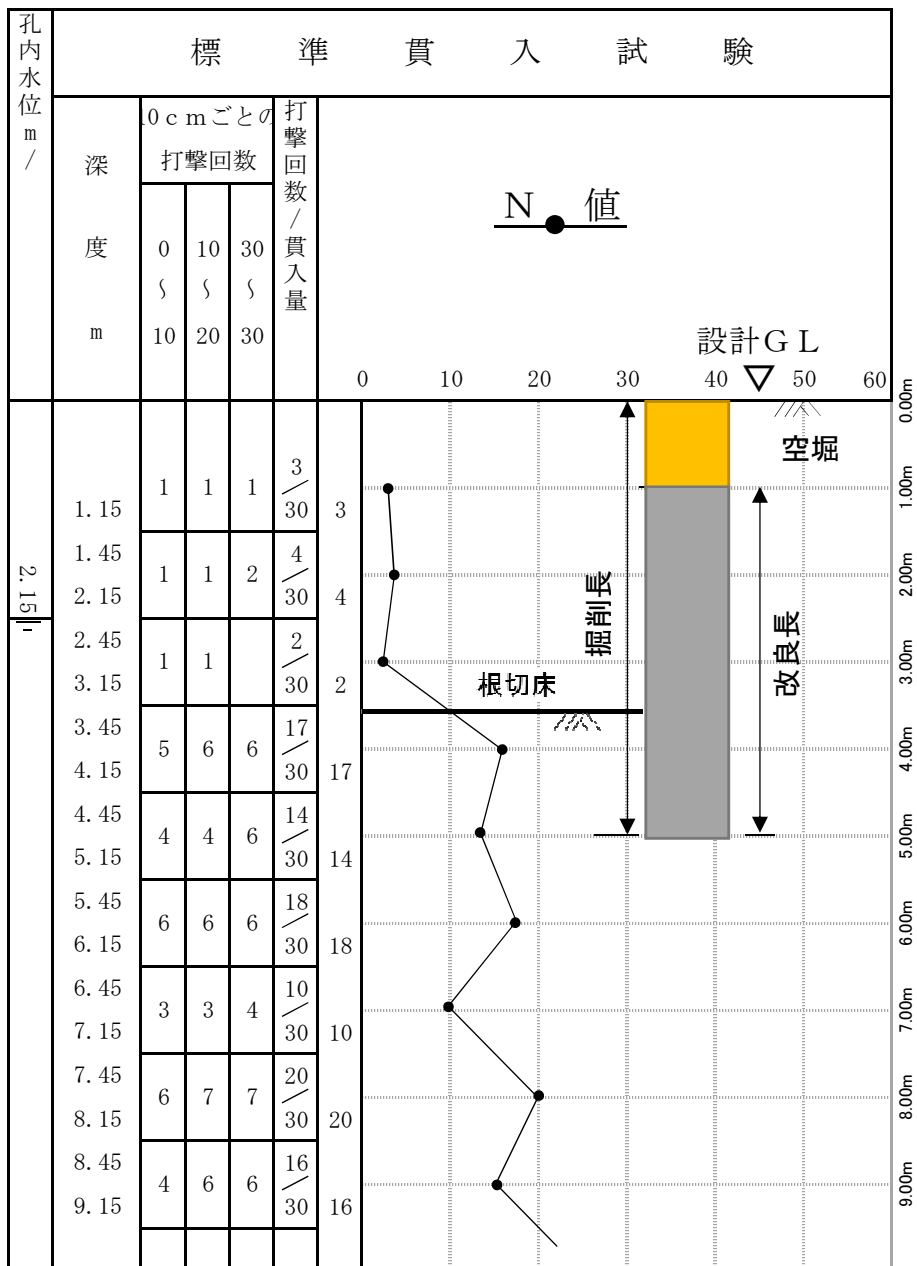 孔内水位m/
標準貫入試験
深度m
10cmごとの
打撃回数
0〜10
10〜20
30〜30
打撃回数/貫入量
N値
設計GL
0 10 20 30 40 50 60
2.15
空堀
掘削長
改良長
根切床
1 1 1 3/30
1.15 3
1.45
1 1 2 4/30
2.15 4
2.45
1 1 2/30
3.15 2
3.45
5 6 6 17/30
4.15 17
4.45
4 4 6 14/30
5.15 14
5.45
6 6 6 18/30
6.15 18
6.45
3 3 4 10/30
7.15 10
7.45
6 7 7 20/30
8.15 20
8.45
4 6 6 16/30
9.15 16
0.00m
1.00m
2.00m
3.00m
4.00m
5.00m
6.00m
7.00m
8.00m
9.00m